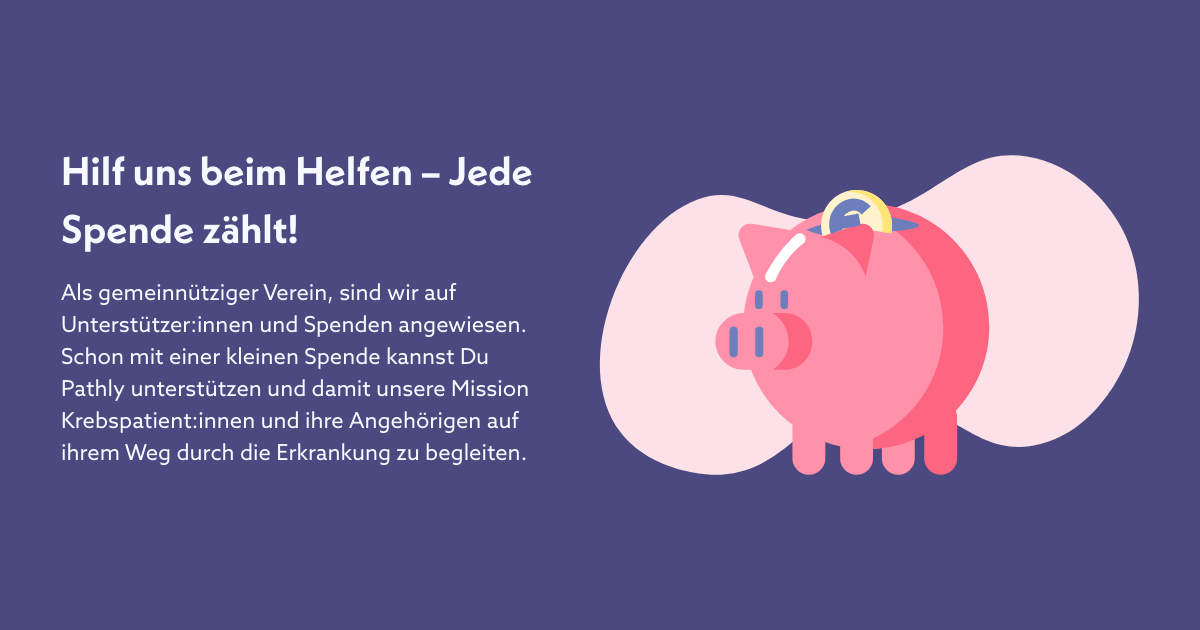 Hilf uns beim Helfen – Jede
Spende zählt!
Als gemeinnütziger Verein, sind wir auf
Unterstützer:innen und Spenden angewiesen.
Schon mit einer kleinen Spende kannst Du
Pathly unterstützen und damit unsere Mission
Krebspatient:innen und ihre Angehörigen auf
ihrem Weg durch die Erkrankung zu begleiten.